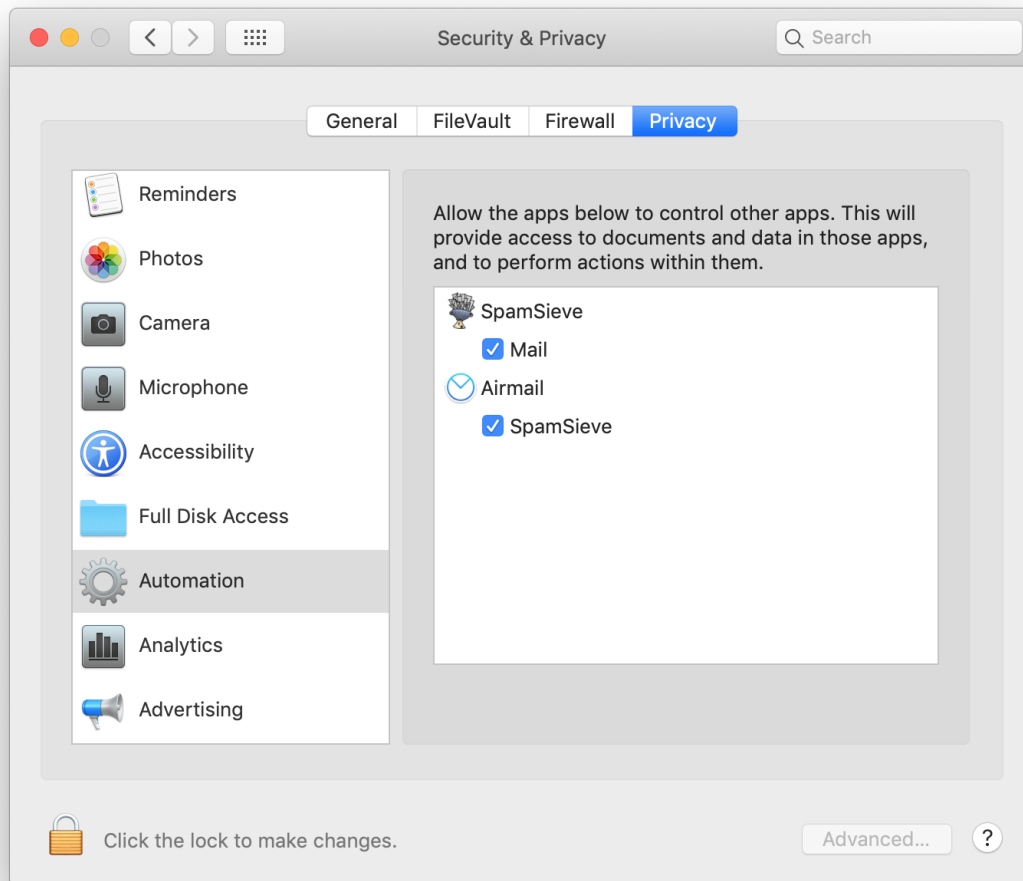 Security & Privacy
Search
General
FileVault
Firewall
Privacy
Reminders
Photos
Camera
Microphone
Accessibility
Full Disk Access
Automation
Analytics
Advertising
Allow the apps below to control other apps. This will
provide access to documents and data in those apps,
and to perform actions within them.
SpamSieve
Mail
Airmail
SpamSieve
Click the lock to make changes.
Advanced...
?